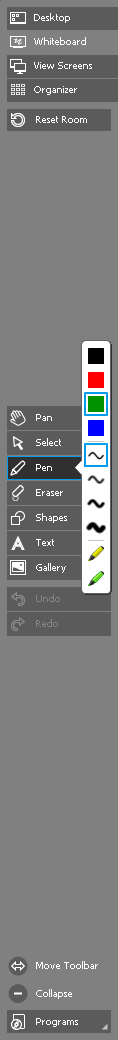 Desktop
Whiteboard
View Screens
Organizer
Reset Room
Pan
Select
Pen
Eraser
Shapes
Text
Gallery
Undo
Redo
Move Toolbar
Collapse
Programs